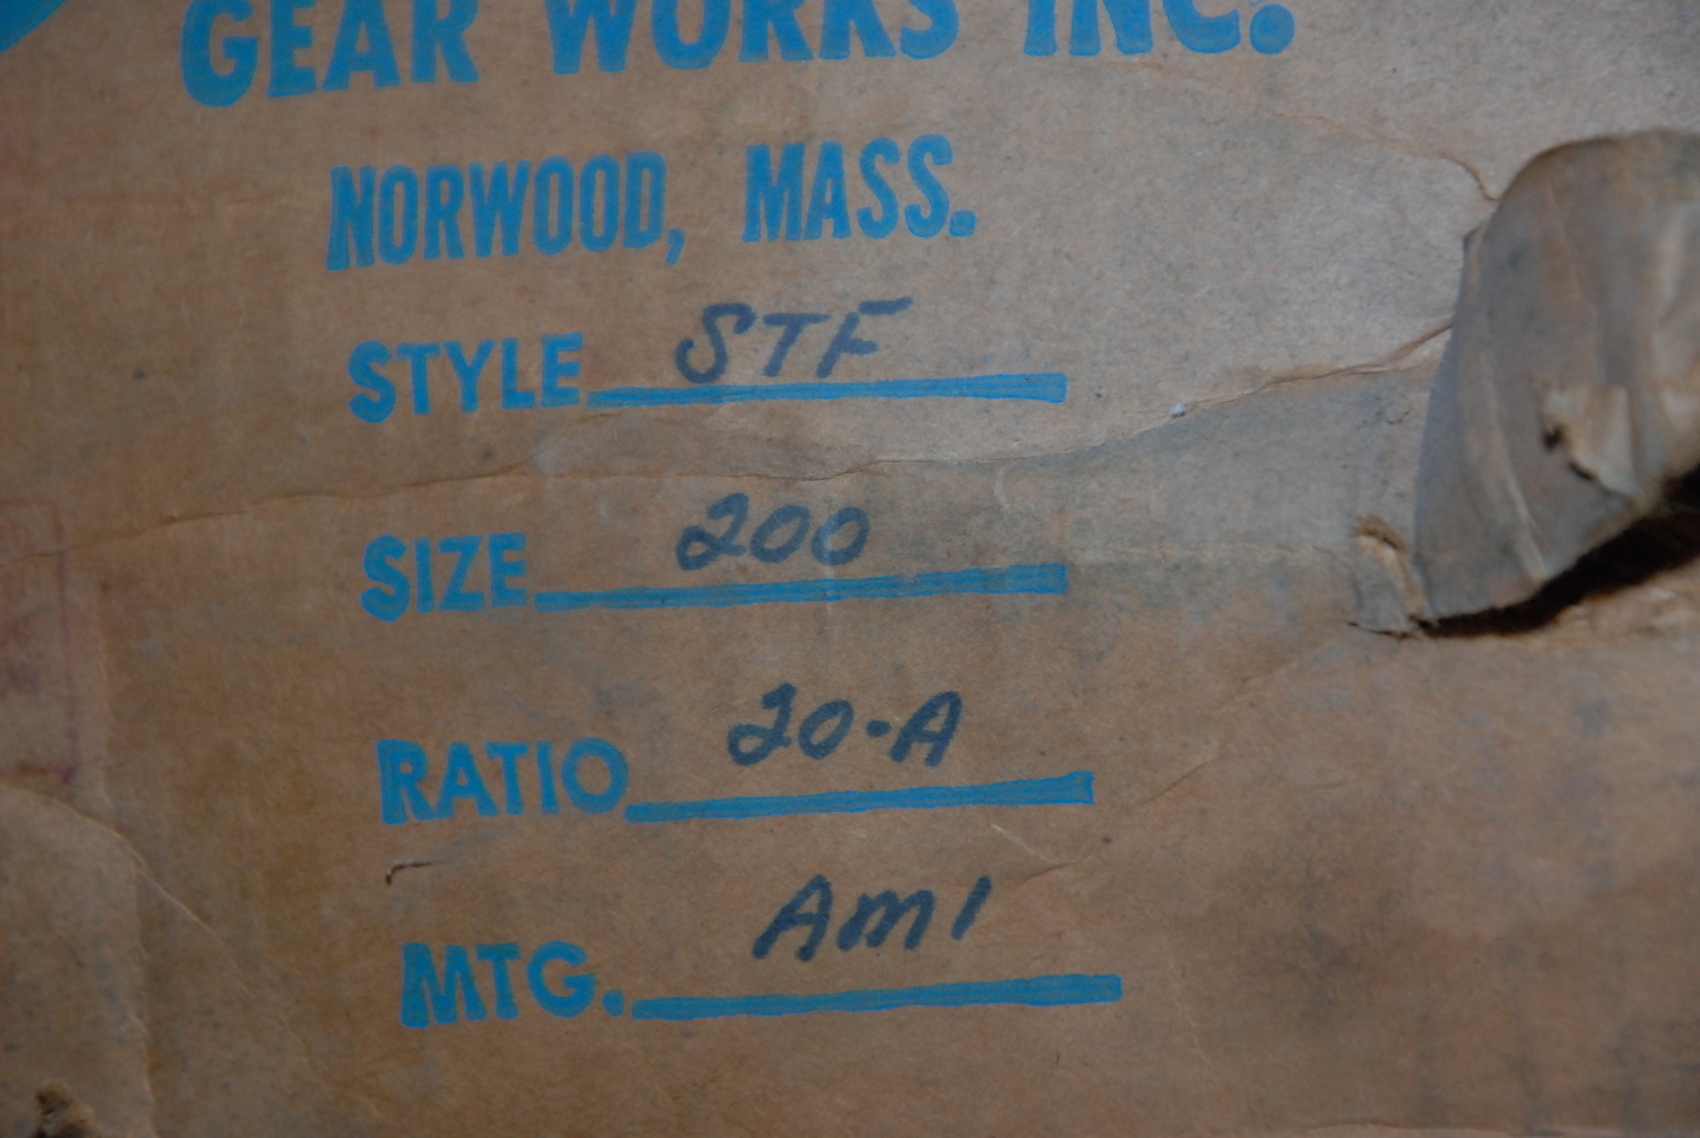 GEAR WORKS INC.
NORWOOD, MASS.
STYLE STF
SIZE 200
RATIO 20-A
MTG. AM1